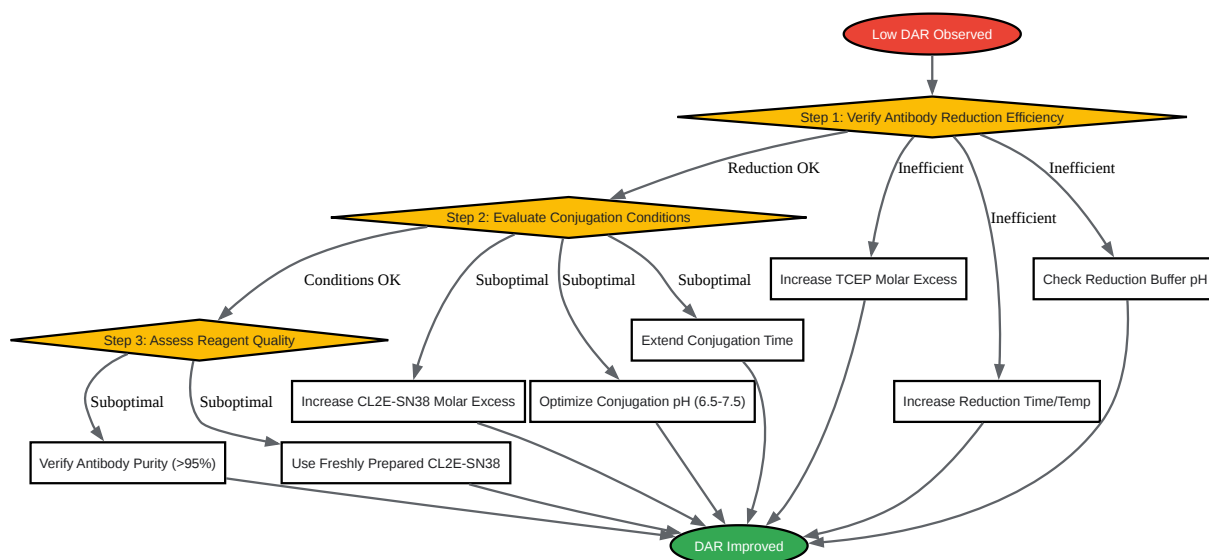 Low DAR Observed
Step 1: Verify Antibody Reduction Efficiency
Reduction OK
Inefficient
Inefficient
Inefficient
Step 2: Evaluate Conjugation Conditions
Conditions OK
Suboptimal
Suboptimal
Suboptimal
Increase TCEP Molar Excess
Check Reduction Buffer pH
Step 3: Assess Reagent Quality
Extend Conjugation Time
Suboptimal
Suboptimal
Increase CL2E-SN38 Molar Excess
Optimize Conjugation pH (6.5-7.5)
Increase Reduction Time/Temp
Verify Antibody Purity (>95%)
Use Freshly Prepared CL2E-SN38
DAR Improved